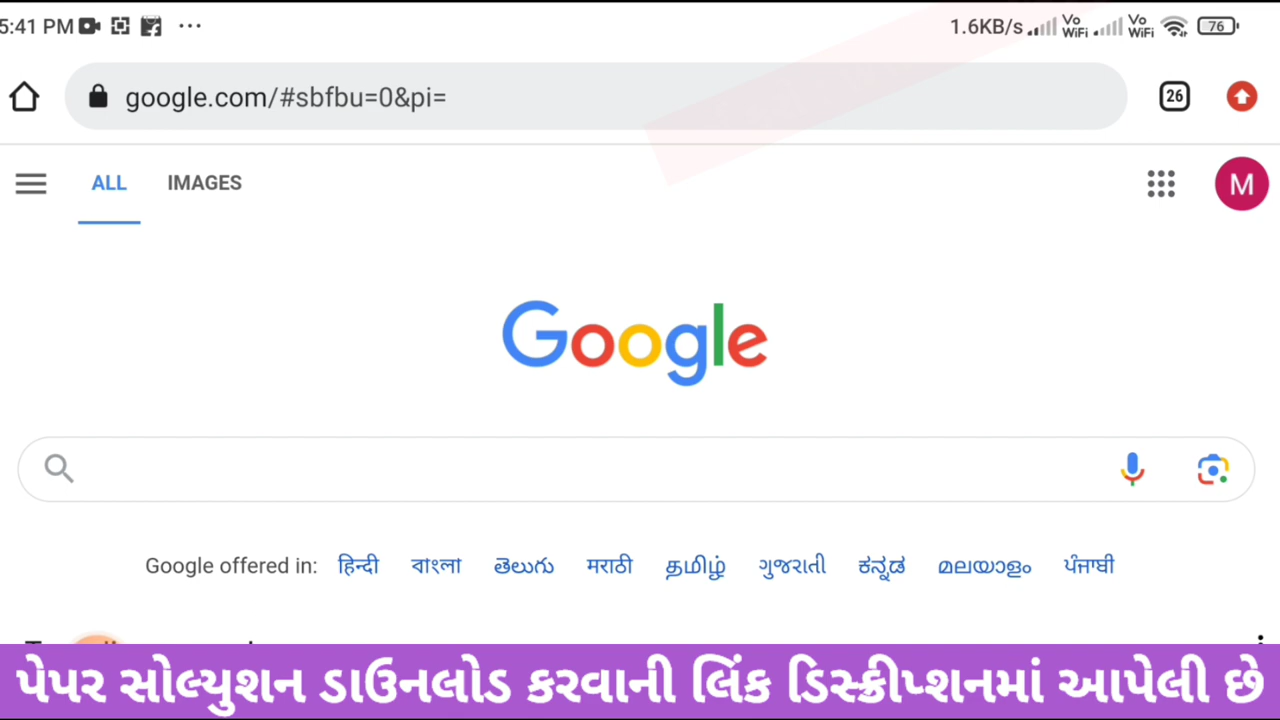 5:41 PM 1.6KB/s Vo WiFi Vo WiFi 76
google.com/#sbfbu=0&pi= 26
ALL IMAGES M
Google
Google offered in: हिन्दी বাংলা తెలుగు मराठी தமிழ் ગુજરાતી ಕನ್ನಡ മലയാളം ਪੰਜਾਬੀ
પેપર સોલ્યુશન ડાઉનલોડ કરવાની લિંક ડિસ્ક્રીપ્શનમાં આપેલી છે